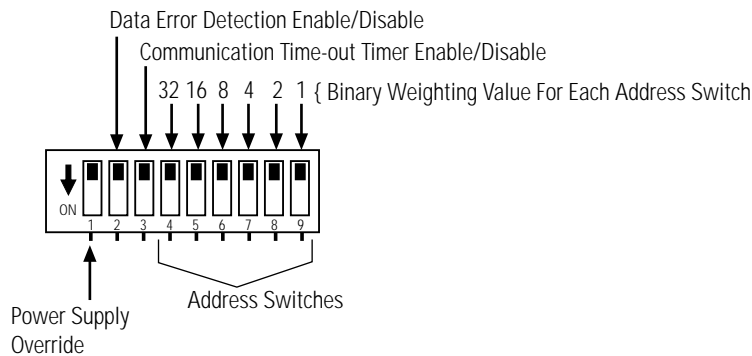 Data Error Detection Enable/Disable
Communication Time-out Timer Enable/Disable
32 16 8 4 2 1 { Binary Weighting Value For Each Address Switch
ON
1 2 3 4 5 6 7 8 9
Address Switches
Power Supply
Override